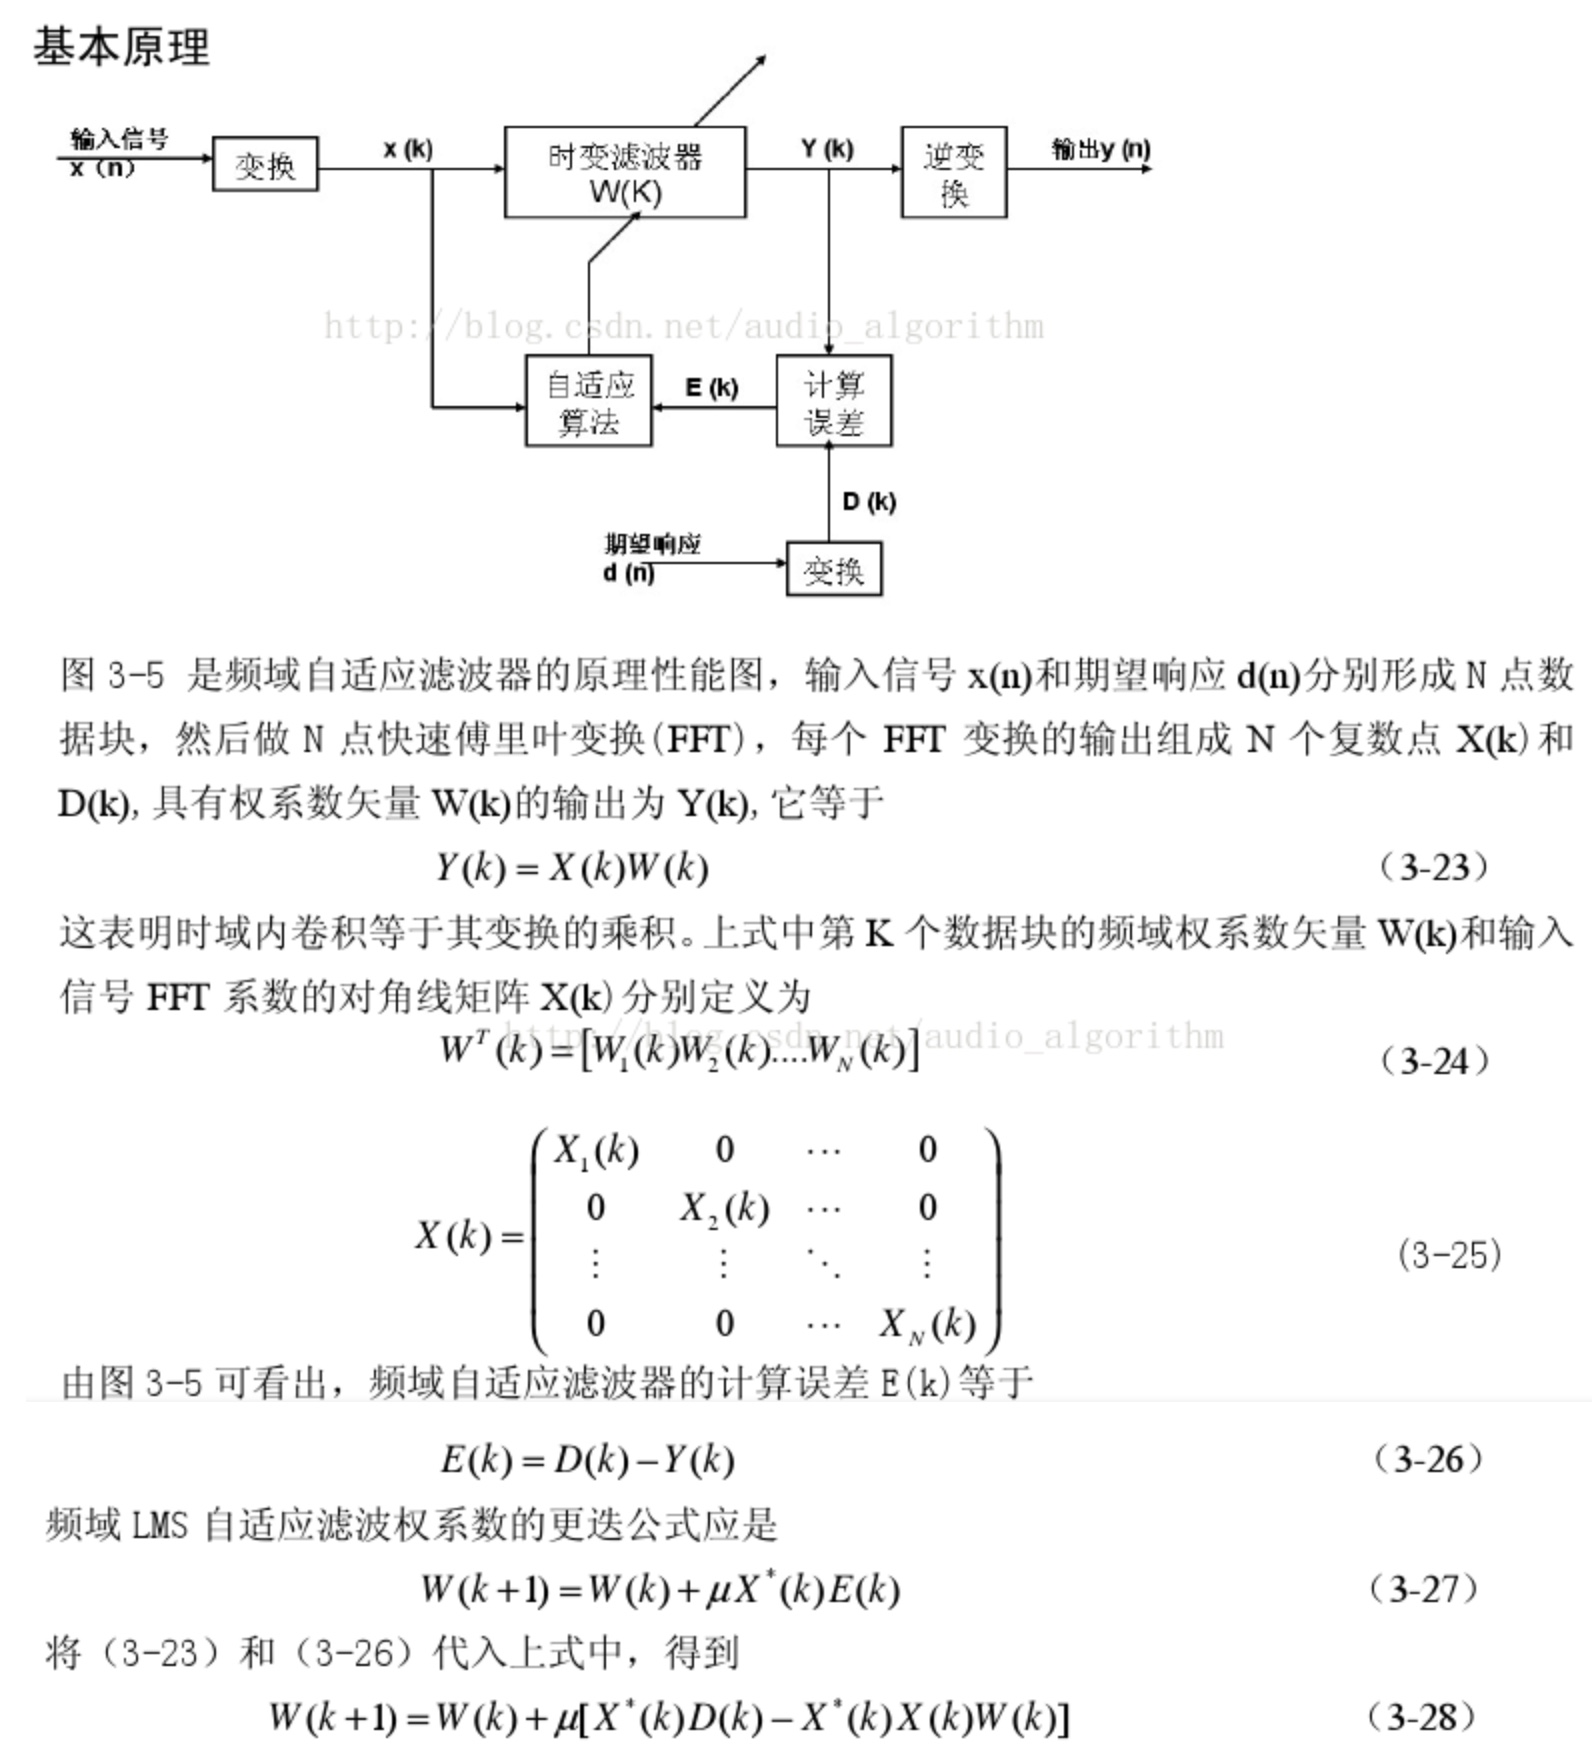 基本原理
输入信号
x（n）
变换
x (k)
时变滤波器
W(K)
Y (k)
逆变
换
输出y (n)
http://blog.csdn.net/audio_algorithm
自适应
算法
E (k)
计算
误差
D (k)
期望响应
d (n)
变换
图 3-5 是频域自适应滤波器的原理性能图，输入信号 x(n)和期望响应 d(n)分别形成 N 点数
据块，然后做 N 点快速傅里叶变换(FFT)，每个 FFT 变换的输出组成 N 个复数点 X(k)和
D(k),具有权系数矢量 W(k)的输出为 Y(k),它等于
Y(k) = X(k)W(k) （3-23）
这表明时域内卷积等于其变换的乘积。上式中第 K 个数据块的频域权系数矢量 W(k)和输入
信号 FFT 系数的对角线矩阵 X(k)分别定义为
http://blog.csdn.net/audio_algorithm
W^T(k) = [W_1(k)W_2(k)....W_N(k)] （3-24）
X_1(k) 0 ⋯ 0
0 X_2(k) ⋯ 0
X(k) = (3-25)
⋮ ⋮ ⋱ ⋮
0 0 ⋯ X_N(k)
由图 3-5 可看出，频域自适应滤波器的计算误差 E(k)等于
E(k) = D(k) − Y(k) （3-26）
频域 LMS 自适应滤波权系数的更迭公式应是
W(k+1) = W(k) + μX^*(k)E(k) （3-27）
将（3-23）和（3-26）代入上式中，得到
W(k+1) = W(k) + μ[X^*(k)D(k) − X^*(k)X(k)W(k)] （3-28）